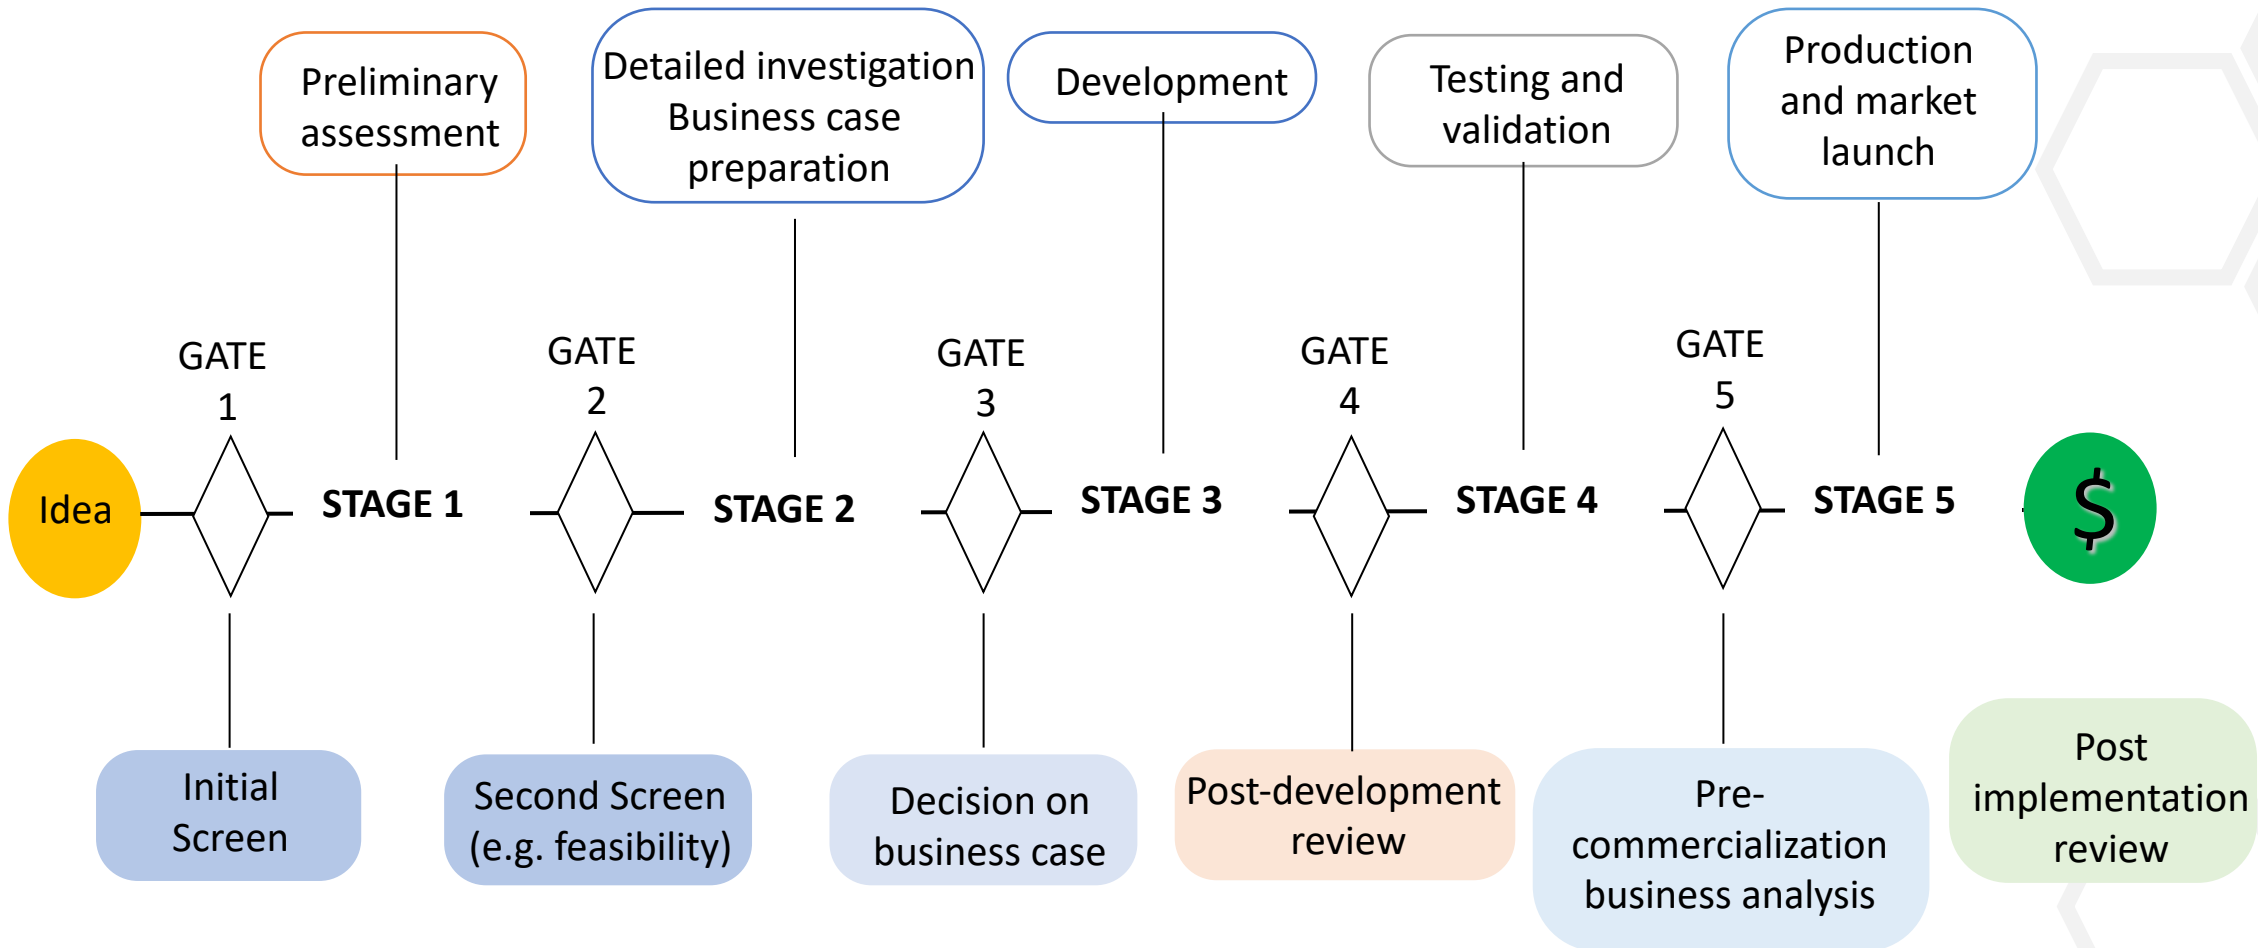 Preliminary
assessment
Detailed investigation
Business case
preparation
Development
Testing and
validation
Production
and market
launch
GATE
1
GATE
2
GATE
3
GATE
4
GATE
5
Idea
STAGE 1
STAGE 2
STAGE 3
STAGE 4
STAGE 5
$
Initial
Screen
Second Screen
(e.g. feasibility)
Decision on
business case
Post-development
review
Pre-
commercialization
business analysis
Post
implementation
review